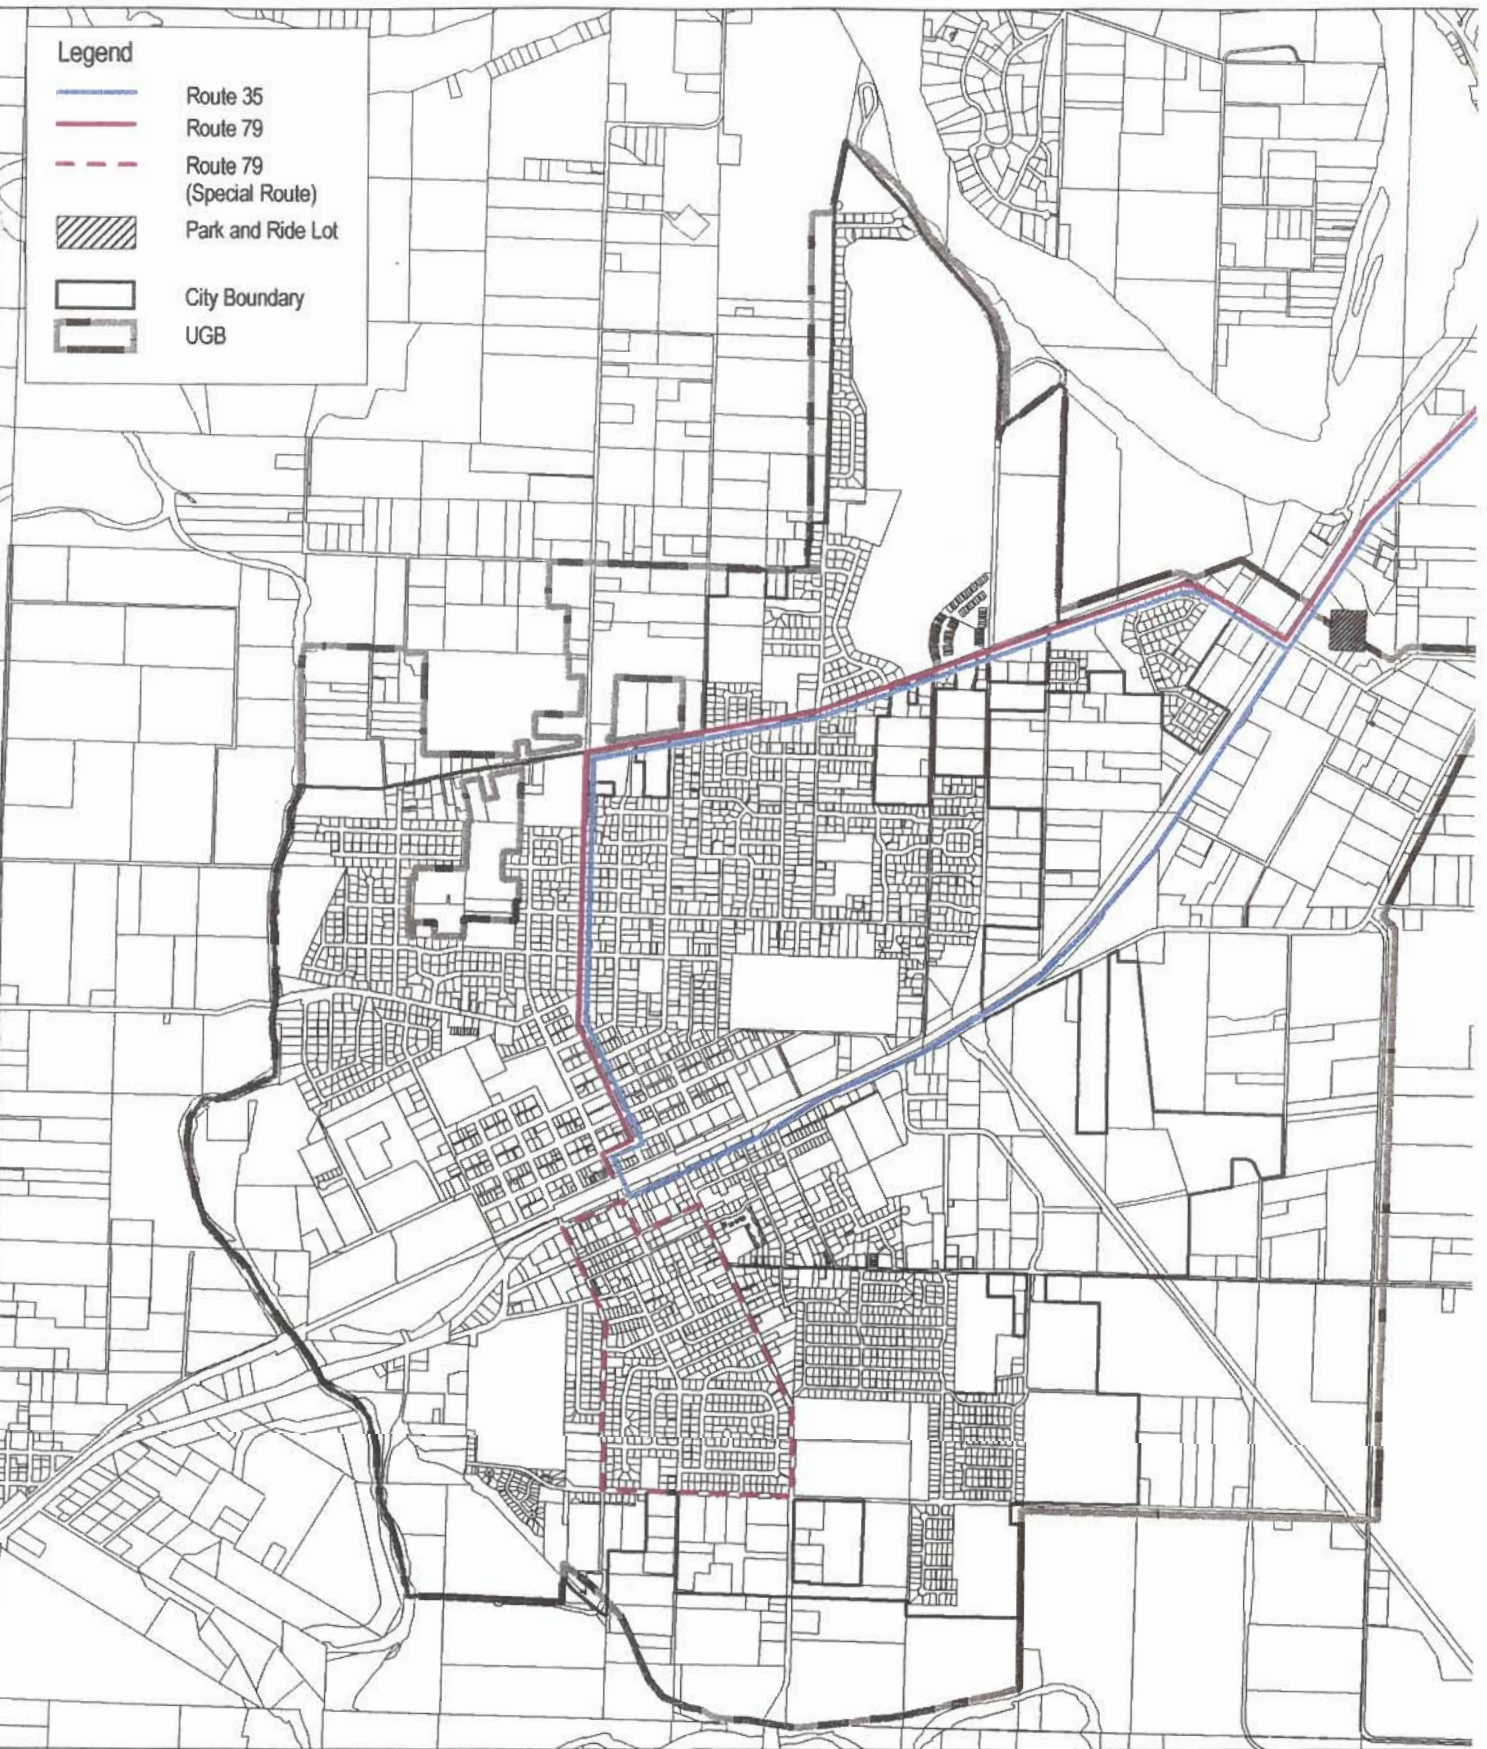 Legend
Route 35
Route 79
Route 79
(Special Route)
Park and Ride Lot
City Boundary
UGB